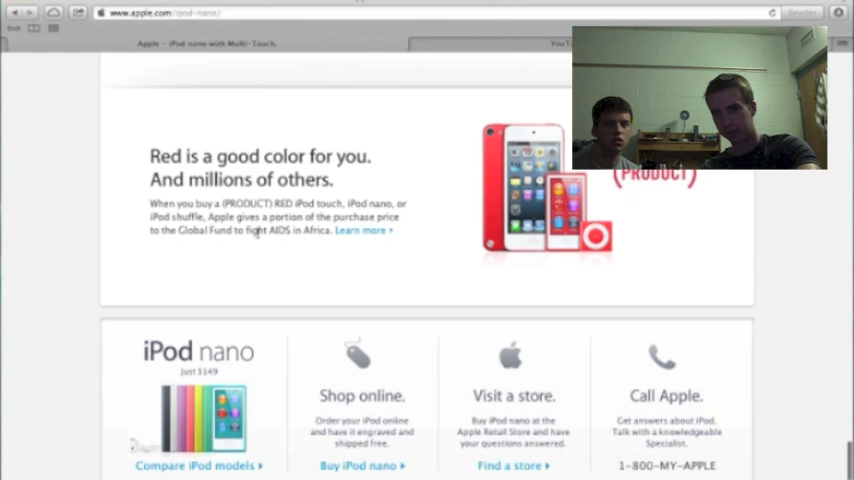 www.apple.com/ipod-nano/
Reader
Apple - iPod nano with Multi-Touch.
Red is a good color for you.
And millions of others.
When you buy a (PRODUCT) RED iPod touch, iPod nano, or
iPod shuffle, Apple gives a portion of the purchase price
to the Global Fund to fight AIDS in Africa. Learn more
(PRODUCT)
iPod nano
Just $149
Compare iPod models
Shop online.
Order your iPod online
and have it engraved and
shipped free.
Buy iPod nano
Visit a store.
Buy iPod nano at the
Apple Retail Store and have
your questions answered.
Find a store
Call Apple.
Get answers about iPod.
Talk with a knowledgeable
Specialist.
1-800-MY-APPLE